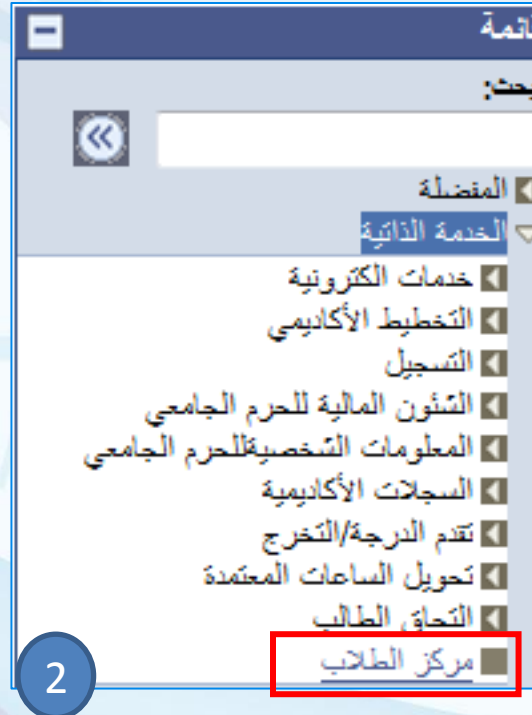 ائمة
بحث:
المفضلة
الخدمة الذاتية
خدمات الكترونية
التخطيط الأكاديمي
التسجيل
الشئون المالية للحرم الجامعي
المعلومات الشخصيةللحرم الجامعي
السجلات الأكاديمية
تقدم الدرجة/التخرج
تحويل الساعات المعتمدة
التحاق الطالب
مركز الطلاب
2